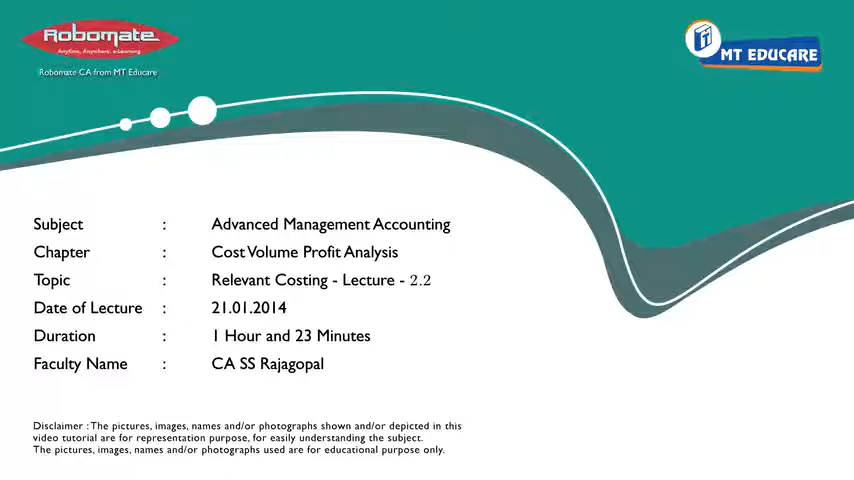 Robomate
Anytime, Anywhere. e-Learning
Robomate CA from MT Educare
MT EDUCARE
Subject : Advanced Management Accounting
Chapter : Cost Volume Profit Analysis
Topic : Relevant Costing - Lecture - 2.2
Date of Lecture : 21.01.2014
Duration : 1 Hour and 23 Minutes
Faculty Name : CA SS Rajagopal
Disclaimer : The pictures, images, names and/or photographs shown and/or depicted in this
video tutorial are for representation purpose, for easily understanding the subject.
The pictures, images, names and/or photographs used are for educational purpose only.